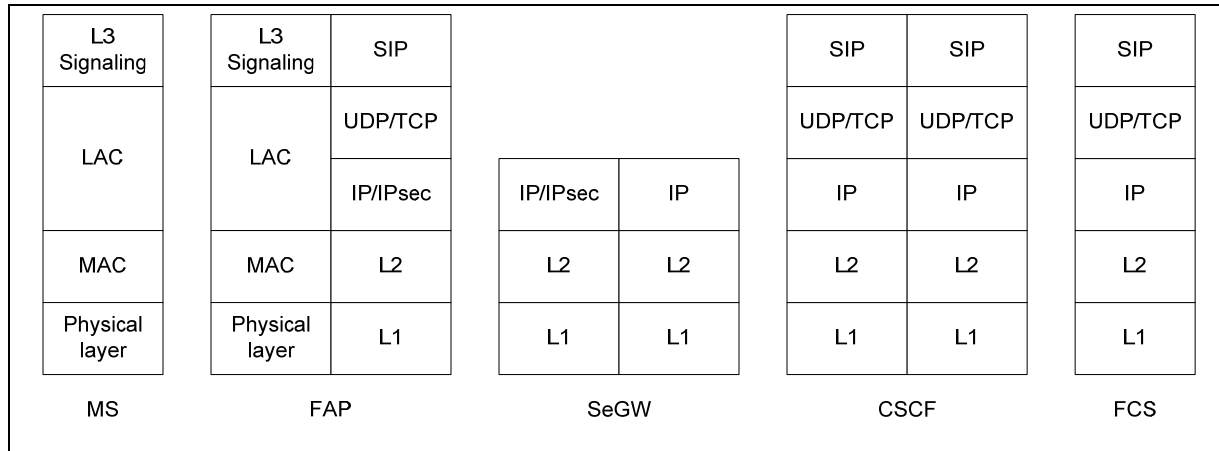 L3
Signaling
L3
Signaling
SIP
SIP
SIP
SIP
LAC
LAC
UDP/TCP
UDP/TCP
UDP/TCP
UDP/TCP
IP/IPsec
IP/IPsec
IP
IP
IP
IP
MAC
MAC
L2
L2
L2
L2
L2
L2
Physical
layer
Physical
layer
L1
L1
L1
L1
L1
L1
MS
FAP
SeGW
CSCF
FCS